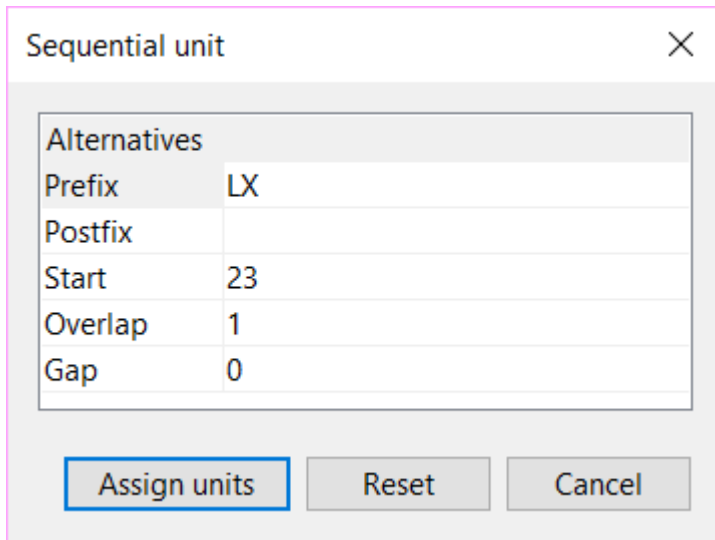 Sequential unit
Alternatives
Prefix LX
Postfix
Start 23
Overlap 1
Gap 0
Assign units Reset Cancel